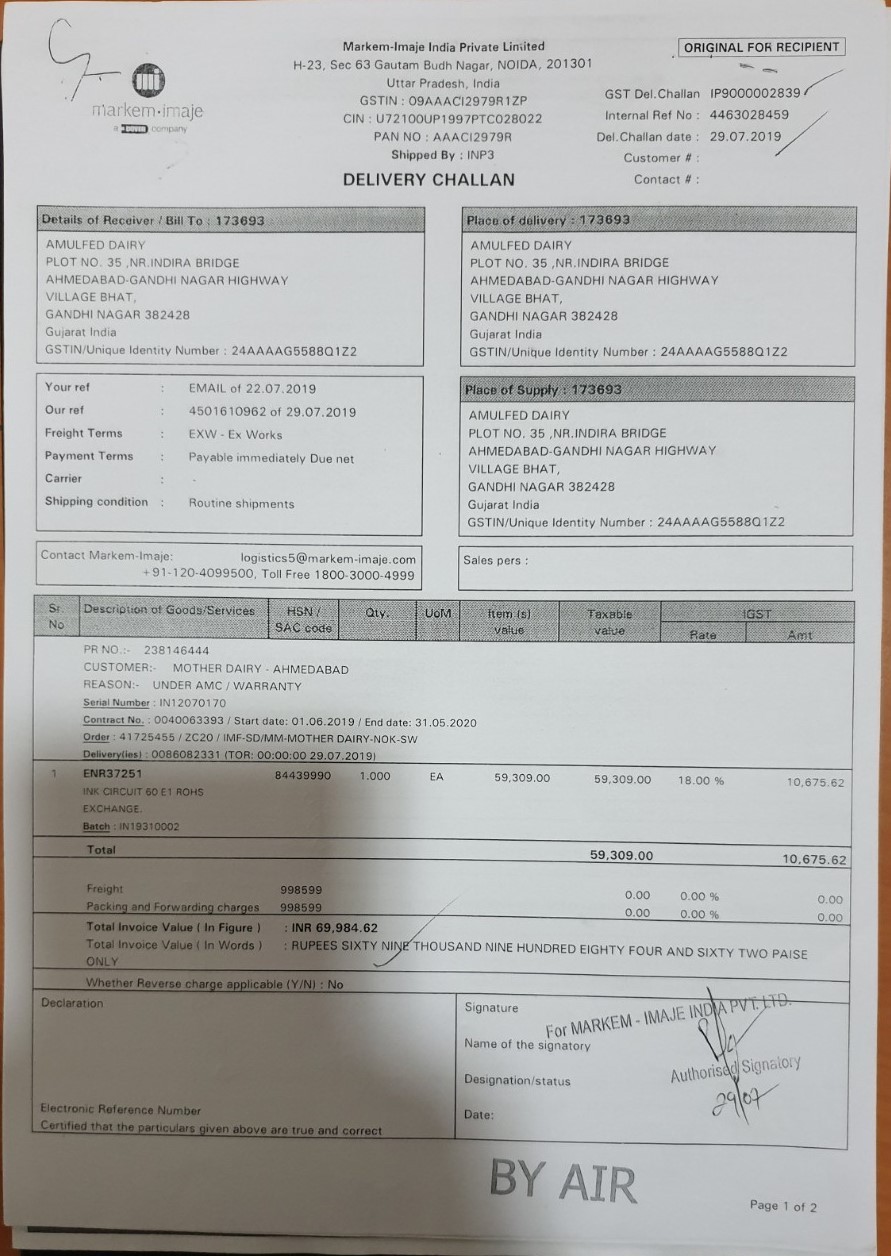 Markem-Imaje India Private Limited
H-23, Sec 63 Gautam Budh Nagar, NOIDA, 201301
Uttar Pradesh, India
GSTIN : 09AAACI2979R1ZP
CIN : U72100UP1997PTC028022
PAN NO : AAACI2979R
Shipped By : INP3
DELIVERY CHALLAN
markem·imaje
a DOVER company
ORIGINAL FOR RECIPIENT
GST Del.Challan IP9000002839
Internal Ref No : 4463028459
Del.Challan date : 29.07.2019
Customer # :
Contact # :
Details of Receiver / Bill To : 173693
AMULFED DAIRY
PLOT NO. 35 ,NR.INDIRA BRIDGE
AHMEDABAD-GANDHI NAGAR HIGHWAY
VILLAGE BHAT,
GANDHI NAGAR 382428
Gujarat India
GSTIN/Unique Identity Number : 24AAAAG5588Q1Z2
Place of delivery : 173693
AMULFED DAIRY
PLOT NO. 35 ,NR.INDIRA BRIDGE
AHMEDABAD-GANDHI NAGAR HIGHWAY
VILLAGE BHAT,
GANDHI NAGAR 382428
Gujarat India
GSTIN/Unique Identity Number : 24AAAAG5588Q1Z2
Your ref : EMAIL of 22.07.2019
Our ref : 4501610962 of 29.07.2019
Freight Terms : EXW - Ex Works
Payment Terms : Payable immediately Due net
Carrier : -
Shipping condition : Routine shipments
Place of Supply : 173693
AMULFED DAIRY
PLOT NO. 35 ,NR.INDIRA BRIDGE
AHMEDABAD-GANDHI NAGAR HIGHWAY
VILLAGE BHAT,
GANDHI NAGAR 382428
Gujarat India
GSTIN/Unique Identity Number : 24AAAAG5588Q1Z2
Contact Markem-Imaje: logistics5@markem-imaje.com
+91-120-4099500, Toll Free 1800-3000-4999
Sales pers :
Sr. No Description of Goods/Services HSN / SAC code Qty. UoM Item (s) value Taxable value IGST Rate Amt
PR NO.:- 238146444
CUSTOMER:- MOTHER DAIRY - AHMEDABAD
REASON:- UNDER AMC / WARRANTY
Serial Number : IN12070170
Contract No. : 0040063393 / Start date: 01.06.2019 / End date: 31.05.2020
Order : 41725455 / ZC20 / IMF-SD/MM-MOTHER DAIRY-NOK-SW
Delivery(ies) : 0086082331 (TOR: 00:00:00 29.07.2019)
1 ENR37251 84439990 1.000 EA 59,309.00 59,309.00 18.00 % 10,675.62
INK CIRCUIT 60 E1 ROHS
EXCHANGE.
Batch : IN19310002
Total 59,309.00 10,675.62
Freight 998599 0.00 0.00 % 0.00
Packing and Forwarding charges 998599 0.00 0.00 % 0.00
Total Invoice Value ( In Figure ) : INR 69,984.62
Total Invoice Value ( In Words ) : RUPEES SIXTY NINE THOUSAND NINE HUNDRED EIGHTY FOUR AND SIXTY TWO PAISE
ONLY
Whether Reverse charge applicable (Y/N) : No
Declaration
Electronic Reference Number
Certified that the particulars given above are true and correct
Signature
For MARKEM - IMAJE INDIA PVT. LTD.
Name of the signatory
Authorised Signatory
Designation/status
29/07
Date:
BY AIR
Page 1 of 2